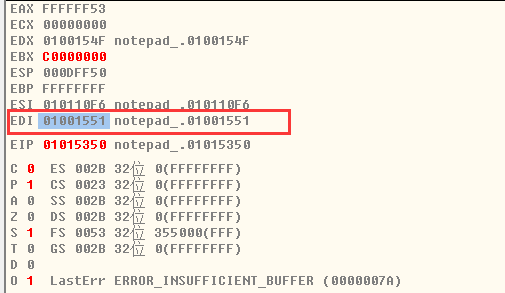 EAX FFFFFF53
ECX 00000000
EDX 0100154F notepad_.0100154F
EBX C0000000
ESP 000DFF50
EBP FFFFFFFF
ESI 010110F6 notepad_.010110F6
EDI 01001551 notepad_.01001551
EIP 01015350 notepad_.01015350
C 0 ES 002B 32位 0(FFFFFFFF)
P 1 CS 0023 32位 0(FFFFFFFF)
A 0 SS 002B 32位 0(FFFFFFFF)
Z 0 DS 002B 32位 0(FFFFFFFF)
S 1 FS 0053 32位 355000(FFF)
T 0 GS 002B 32位 0(FFFFFFFF)
D 0
O 1 LastErr ERROR_INSUFFICIENT_BUFFER (0000007A)